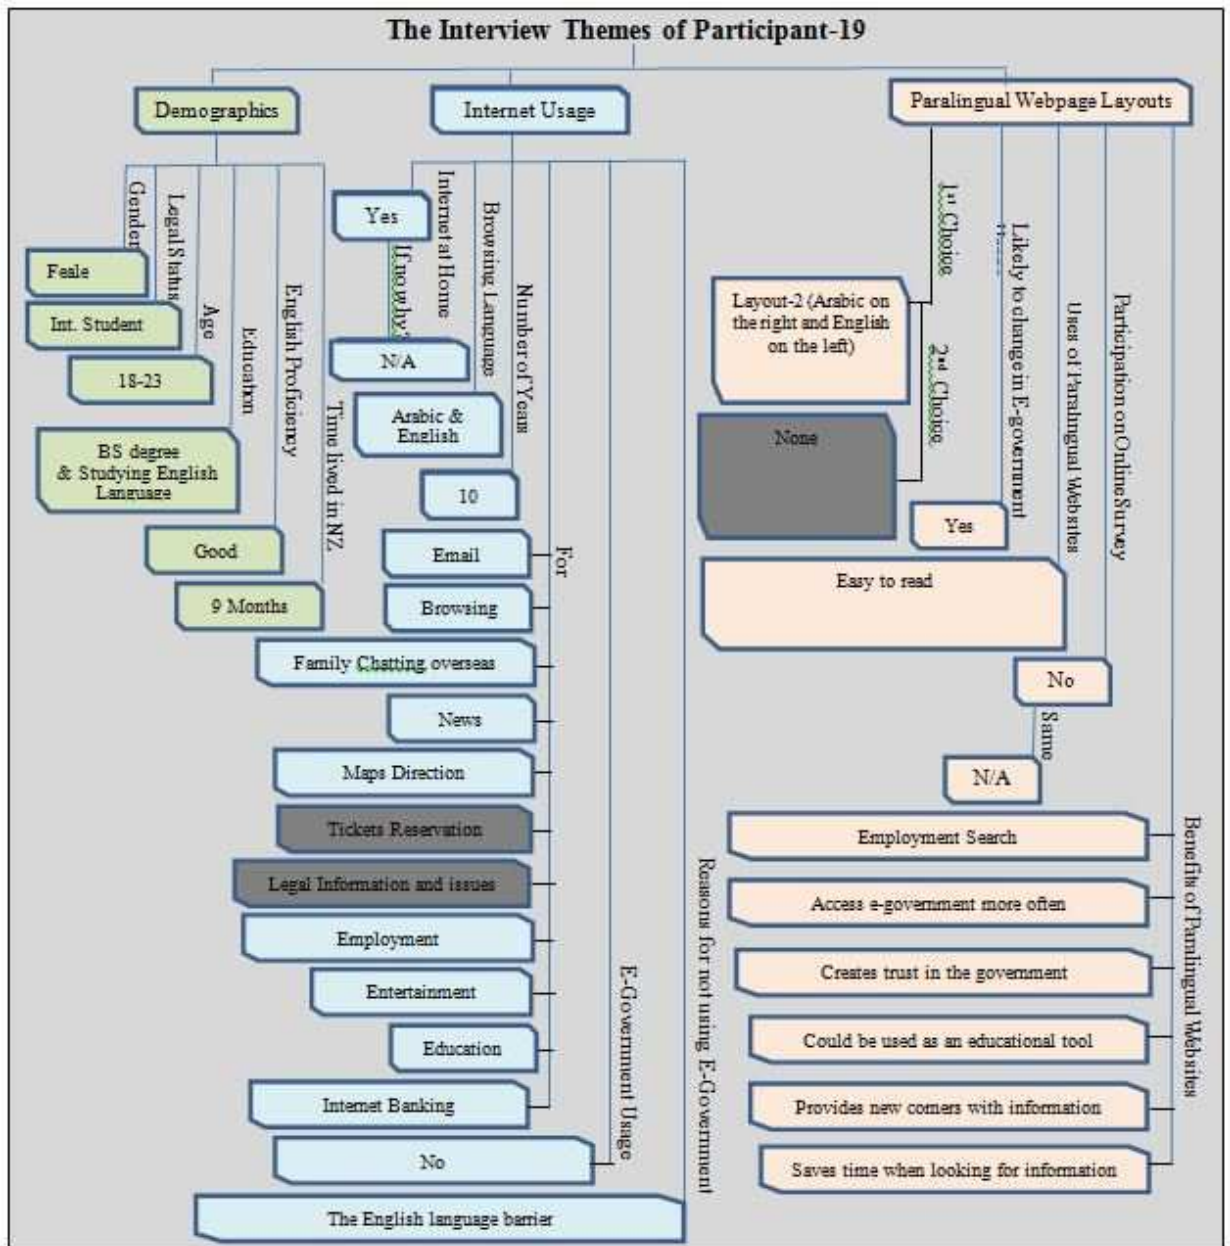 The Interview Themes of Participant-19
Demographics
Gender
Feale
Legal Status
Int. Student
Age
18-23
Education
BS degree
& Studying English
Language
English Proficiency
Good
Time lived in NZ
9 Months
Internet Usage
Internet at Home
Yes
If no why?
N/A
Browsing Language
Arabic &
English
Number of Years
10
For
Email
Browsing
Family Chatting overseas
News
Maps Direction
Tickets Reservation
Legal Information and issues
Employment
Entertainment
Education
Internet Banking
E-Government Usage
No
Reasons for not using E-Government
The English language barrier
Paralingual Webpage Layouts
1st Choice
Layout-2 (Arabic on
the right and English
on the left)
2nd Choice
None
Likely to change in E-government
Yes
Uses of Paralingual Websites
Easy to read
Participation on Online Survey
No
Same
N/A
Benefits of Paralingual Websites
Employment Search
Access e-government more often
Creates trust in the government
Could be used as an educational tool
Provides new comers with information
Saves time when looking for information